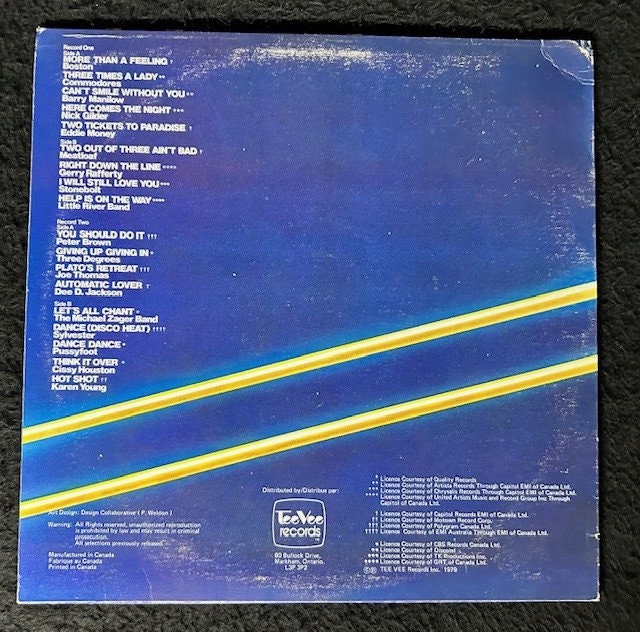 Record One
Side A
MORE THAN A FEELING †
Boston
THREE TIMES A LADY
Commodores
CAN'T SMILE WITHOUT YOU
Barry Manilow
HERE COMES THE NIGHT
Nick Gilder
TWO TICKETS TO PARADISE †
Eddie Money
Side B
TWO OUT OF THREE AIN'T BAD †
Meatloaf
RIGHT DOWN THE LINE
Gerry Rafferty
I WILL STILL LOVE YOU
Stonebolt
HELP IS ON THE WAY
Little River Band
Record Two
Side A
YOU SHOULD DO IT †††
Peter Brown
GIVING UP GIVING IN
Three Degrees
PLATO'S RETREAT †††
Joe Thomas
AUTOMATIC LOVER †
Dee D. Jackson
Side B
LET'S ALL CHANT
The Michael Zager Band
DANCE (DISCO HEAT) ††††
Sylvester
DANCE DANCE
Pussyfoot
THINK IT OVER
Cissy Houston
HOT SHOT ††
Karen Young
Art Design: Design Collaborative (P. Weldon)
Warning: All Rights reserved, unauthorized reproduction
is prohibited by law and may result in criminal
prosecution.
All selections previously released.
Manufactured in Canada
Fabrique au Canada
Printed in Canada
Distributed by/Distribue par:
TeeVee
records
60 Bullock Drive,
Markham, Ontario.
L3P 3P2
Licence Courtesy of Quality Records
Licence Courtesy of Artista Records Through Capitol EMI of Canada Ltd.
Licence Courtesy of Chrysalis Records Through Capitol EMI of Canada Ltd.
Licence Courtesy of United Artists Music and Record Group Inc Through
Capitol of Canada Ltd.
Licence Courtesy of Capitol Records EMI of Canada Ltd.
Licence Courtesy of Motown Record Corp.
Licence Courtesy of Polygram Canada Ltd.
Licence Courtesy of EMI Australia Through EMI of Canada Ltd.
Licence Courtesy of CBS Records Canada Ltd.
Licence Courtesy of Discotel
Licence Courtesy of TK Productions Inc.
Licence Courtesy of GRT of Canada Ltd.
TEE VEE Records Inc. 1979